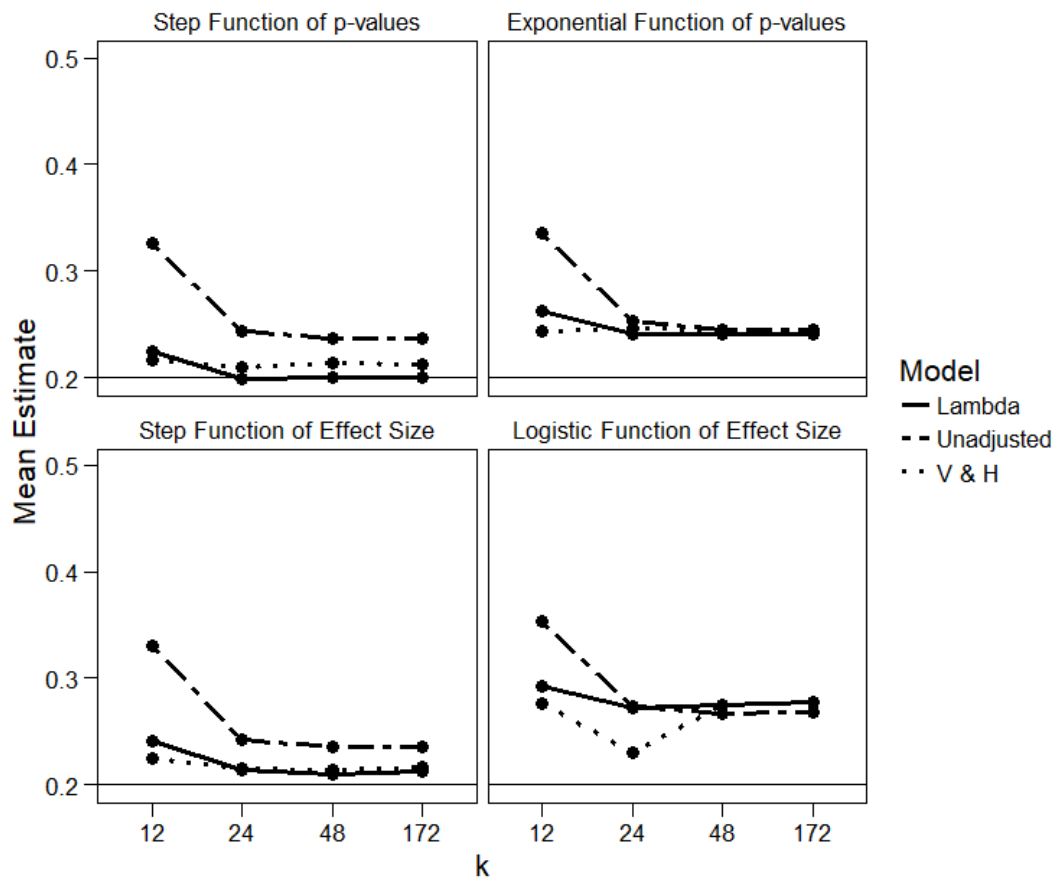 Step Function of p-values
Exponential Function of p-values
0.5
0.4
0.3
0.2
Step Function of Effect Size
Logistic Function of Effect Size
0.5
0.4
0.3
0.2
12 24 48 172
12 24 48 172
k
Mean Estimate
Model
Lambda
Unadjusted
V & H